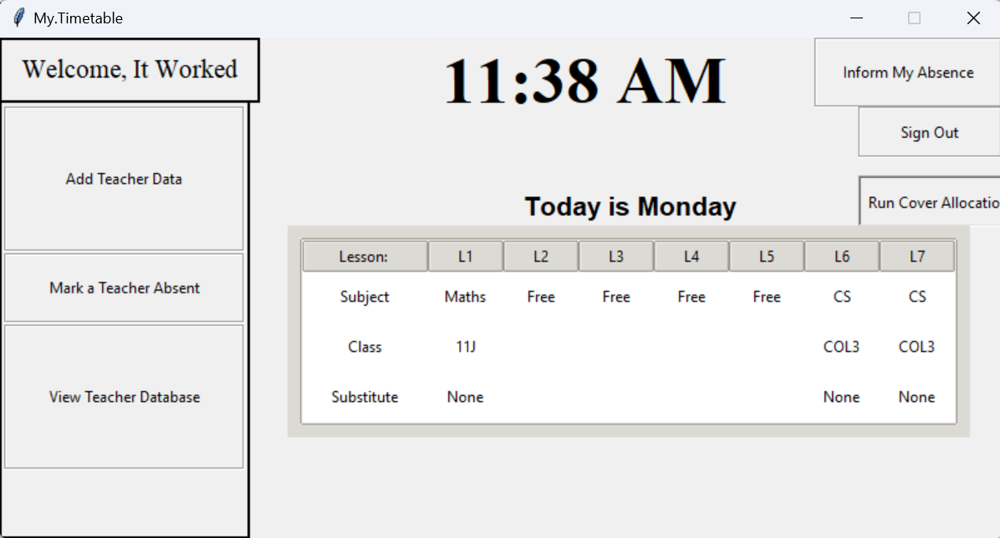 My.Timetable
Welcome, It Worked
11:38 AM
Inform My Absence
Sign Out
Add Teacher Data
Today is Monday
Run Cover Allocatio
Lesson: L1 L2 L3 L4 L5 L6 L7
Subject Maths Free Free Free Free CS CS
Mark a Teacher Absent
Class 11J COL3 COL3
View Teacher Database
Substitute None None None